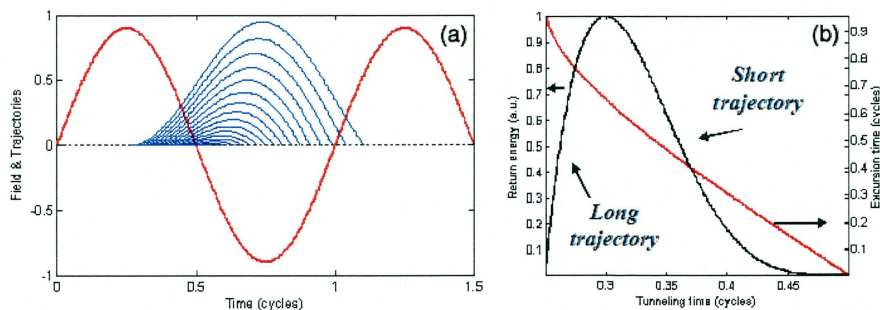 (a)
Field & Trajectories
1
0.5
0
-0.5
-1
0
0.5
1
1.5
Time (cycles)
(b)
Return energy (a.u.)
1
0.9
0.8
0.7
0.6
0.5
0.4
0.3
0.2
0.1
Short
trajectory
Long
trajectory
0.9
0.8
0.7
0.6
0.5
0.4
0.3
0.2
0.1
Excursion time (cycles)
0.3
0.35
0.4
0.45
Tunneling time (cycles)